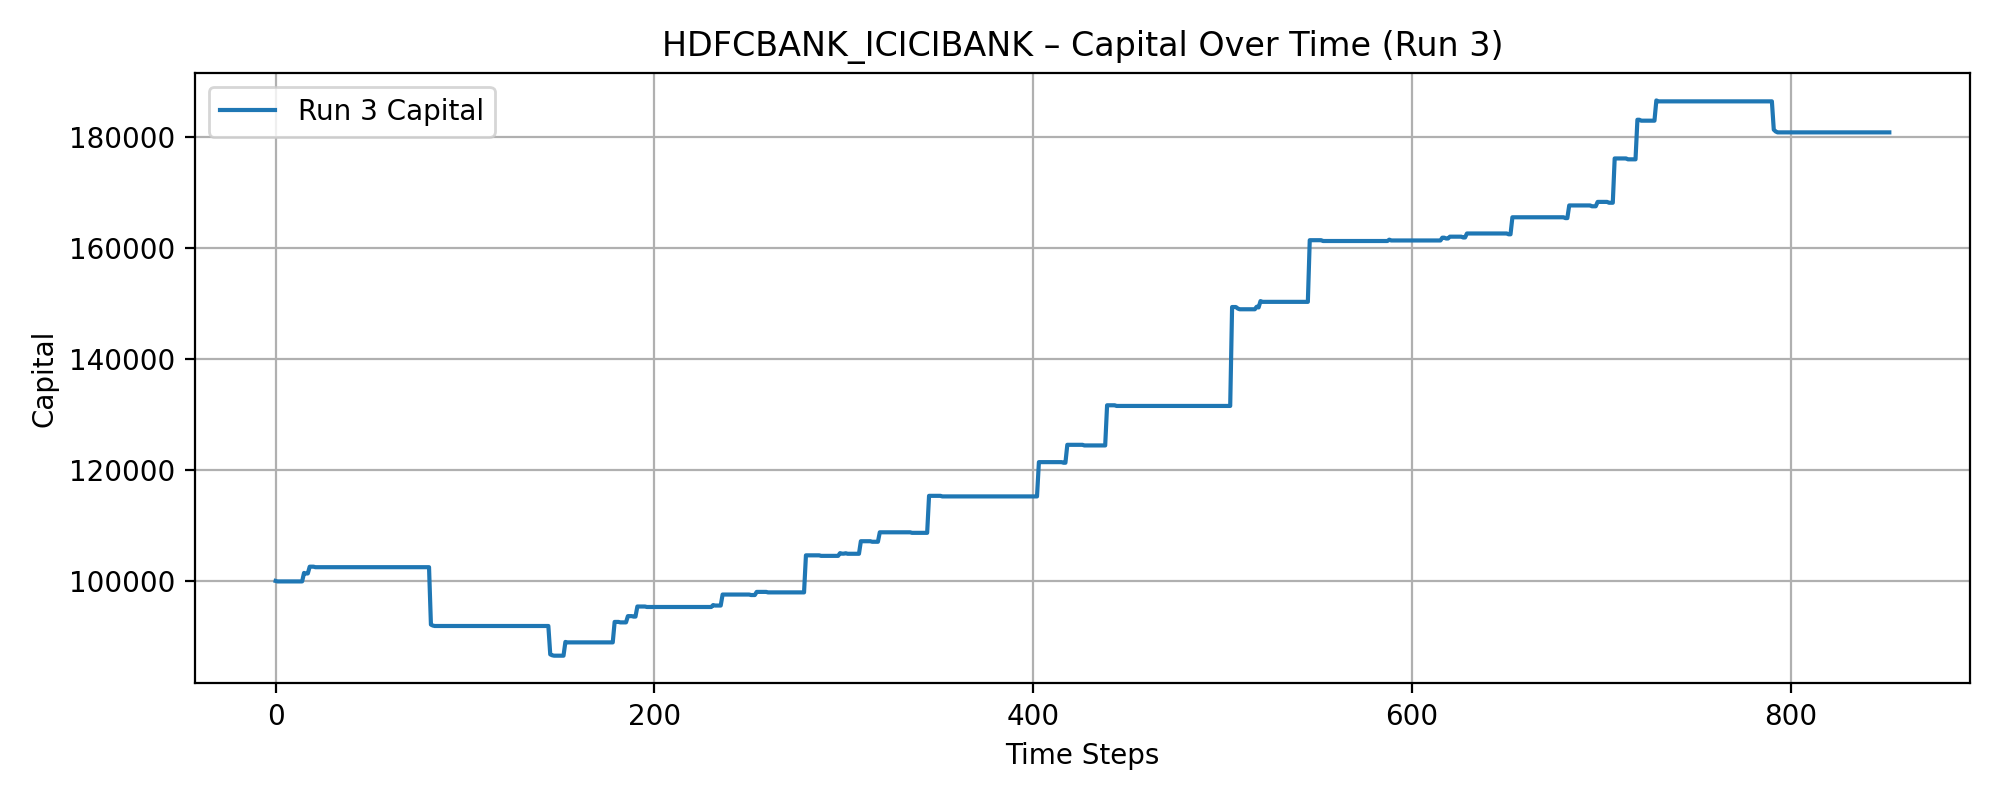 HDFCBANK_ICICIBANK – Capital Over Time (Run 3)
Run 3 Capital
Capital
180000
160000
140000
120000
100000
0 200 400 600 800
Time Steps